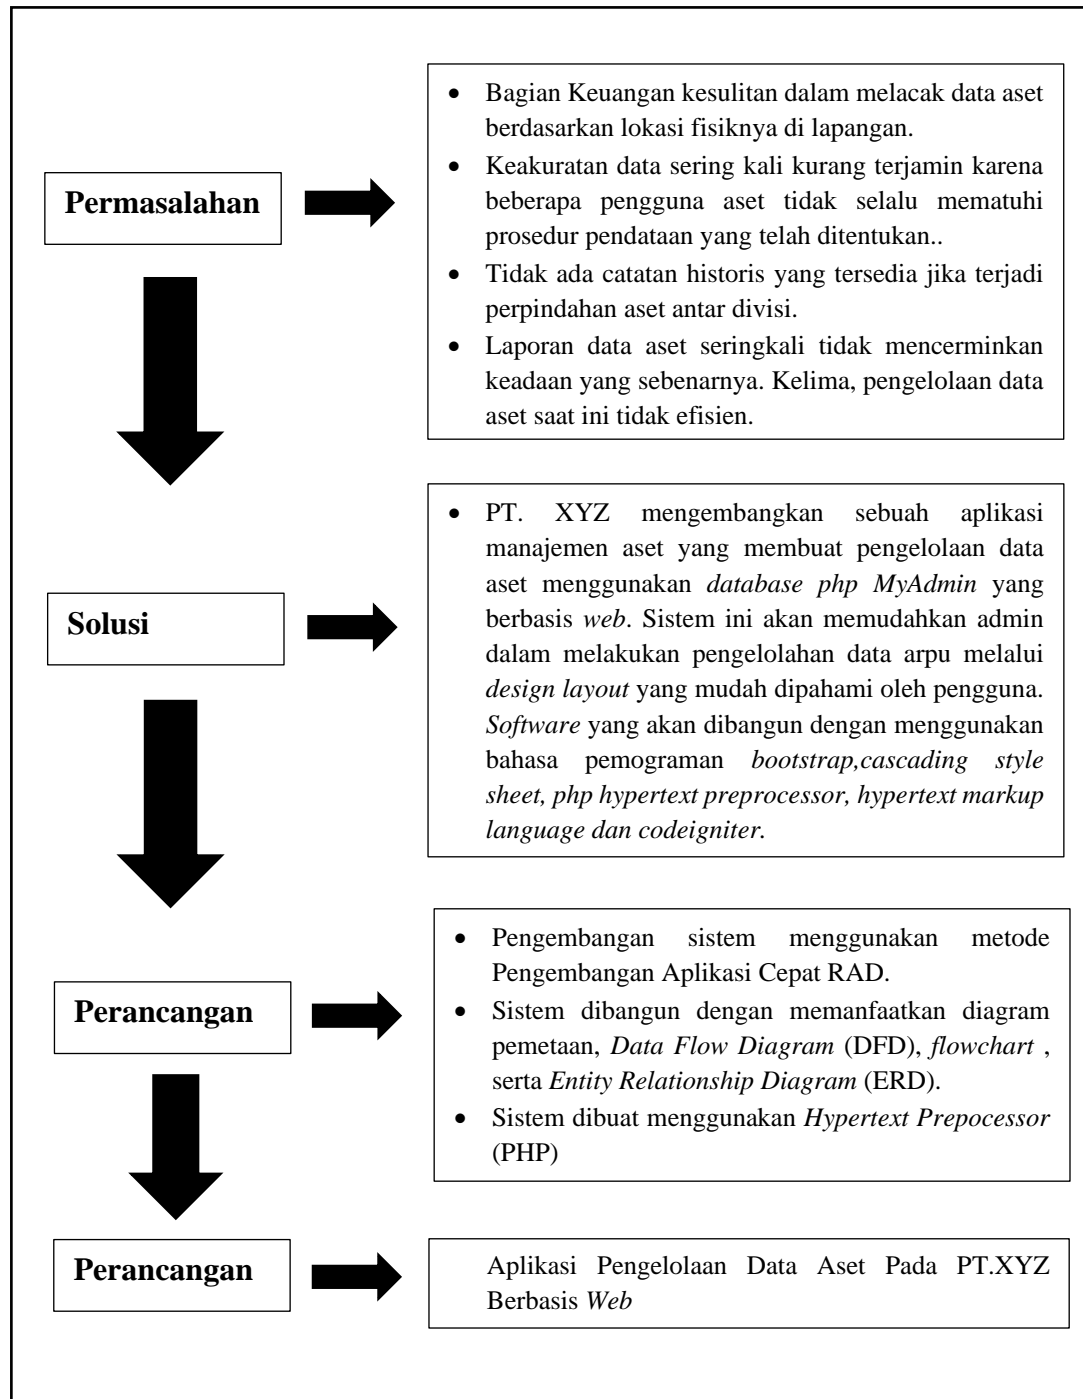 Permasalahan
• Bagian Keuangan kesulitan dalam melacak data aset
berdasarkan lokasi fisiknya di lapangan.
• Keakuratan data sering kali kurang terjamin karena
beberapa pengguna aset tidak selalu mematuhi
prosedur pendataan yang telah ditentukan..
• Tidak ada catatan historis yang tersedia jika terjadi
perpindahan aset antar divisi.
• Laporan data aset seringkali tidak mencerminkan
keadaan yang sebenarnya. Kelima, pengelolaan data
aset saat ini tidak efisien.
Solusi
• PT. XYZ mengembangkan sebuah aplikasi
manajemen aset yang membuat pengelolaan data
aset menggunakan database php MyAdmin yang
berbasis web. Sistem ini akan memudahkan admin
dalam melakukan pengelolahan data arpu melalui
design layout yang mudah dipahami oleh pengguna.
Software yang akan dibangun dengan menggunakan
bahasa pemograman bootstrap,cascading style
sheet, php hypertext preprocessor, hypertext markup
language dan codeigniter.
Perancangan
• Pengembangan sistem menggunakan metode
Pengembangan Aplikasi Cepat RAD.
• Sistem dibangun dengan memanfaatkan diagram
pemetaan, Data Flow Diagram (DFD), flowchart ,
serta Entity Relationship Diagram (ERD).
• Sistem dibuat menggunakan Hypertext Prepocessor
(PHP)
Perancangan
Aplikasi Pengelolaan Data Aset Pada PT.XYZ
Berbasis Web